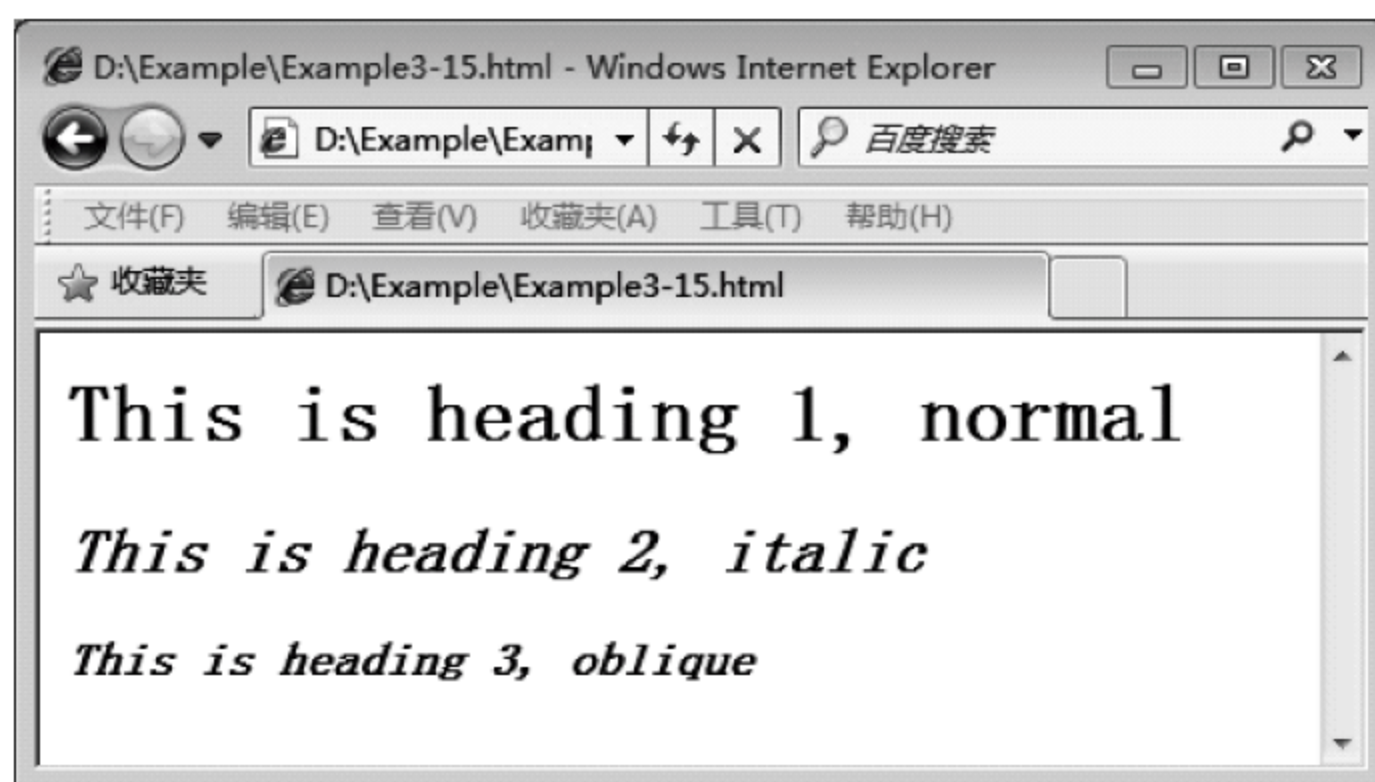 D:\Example\Example3-15.html - Windows Internet Explorer
D:\Example\Examp 百度搜索
文件(F) 编辑(E) 查看(V) 收藏夹(A) 工具(T) 帮助(H)
收藏夹 D:\Example\Example3-15.html
This is heading 1, normal
This is heading 2, italic
This is heading 3, oblique